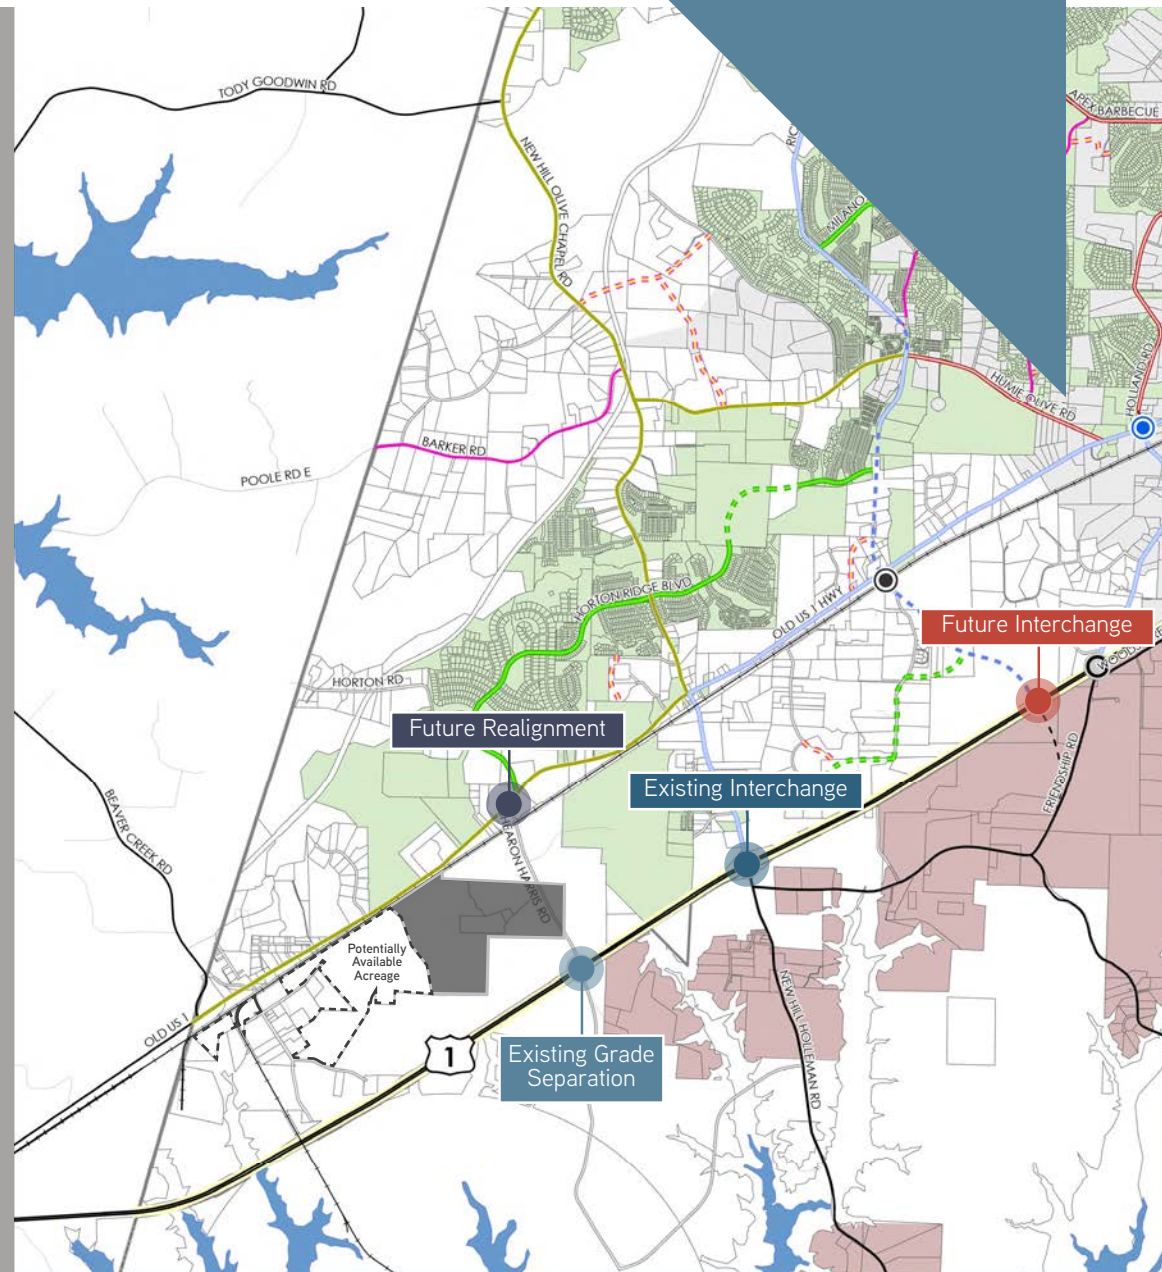 TODY GOODWIN RD
APEX BARBECUE
NEW HILL OLIVE CHAPEL RD
RIC
MILANO
HUMIE OLIVE RD
HOLLAND RD
BARKER RD
POOLE RD E
HORTON RIDGE BLVD
OLD US 1 HWY
Future Interchange
HORTON RD
Future Realignment
FRIENDSHIP RD
Existing Interchange
BEAVER CREEK RD
HEARON HARRIS RD
Potentially
Available
Acreage
OLD US 1
NEW HILL HOLLEMAN RD
1
Existing Grade
Separation